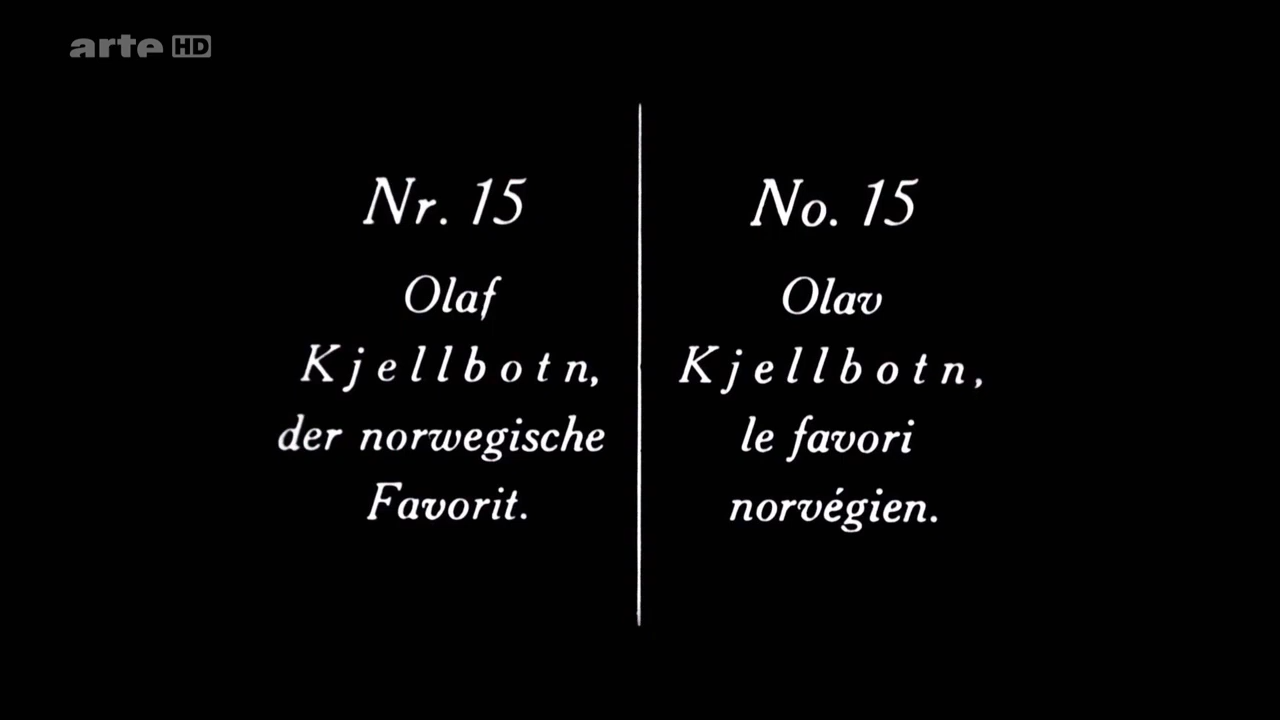 arte HD
Nr. 15
Olaf
Kjellbotn,
der norwegische
Favorit.
No. 15
Olav
Kjellbotn,
le favori
norvégien.